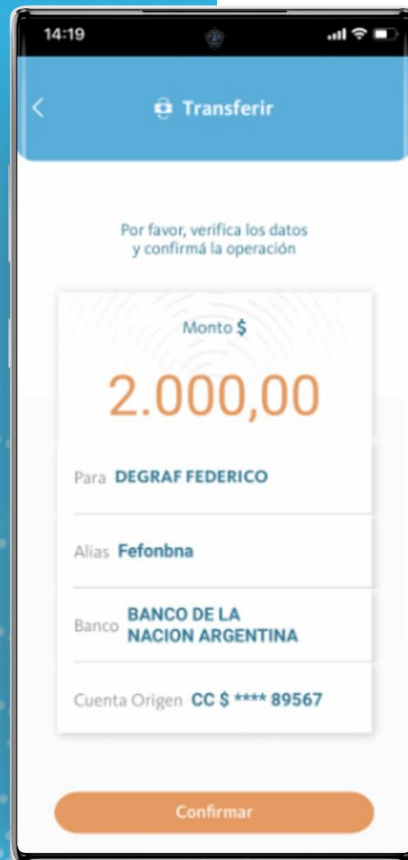 14:19
Transferir
Por favor, verifica los datos
y confirmá la operación
Monto $
2.000,00
Para DEGRAF FEDERICO
Alias Fefonbna
Banco BANCO DE LA
NACION ARGENTINA
Cuenta Origen CC $ **** 89567
Confirmar